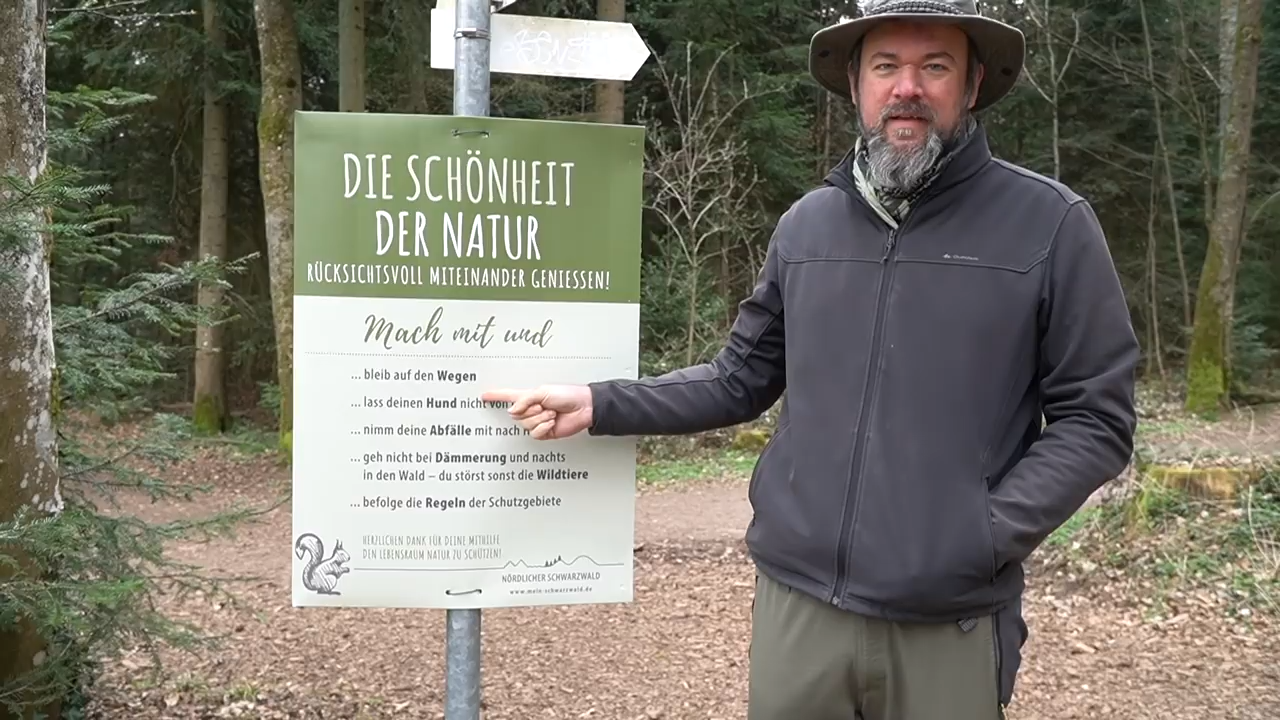 DIE SCHÖNHEIT
DER NATUR
RÜCKSICHTSVOLL MITEINANDER GENIESSEN!
Mach mit und
... bleib auf den Wegen
... lass deinen Hund nicht von
... nimm deine Abfälle mit nach
... geh nicht bei Dämmerung und nachts
in den Wald – du störst sonst die Wildtiere
... befolge die Regeln der Schutzgebiete
HERZLICHEN DANK FÜR DEINE MITHILFE
DEN LEBENSRAUM NATUR ZU SCHÜTZEN!
NÖRDLICHER SCHWARZWALD
www.mein-schwarzwald.de